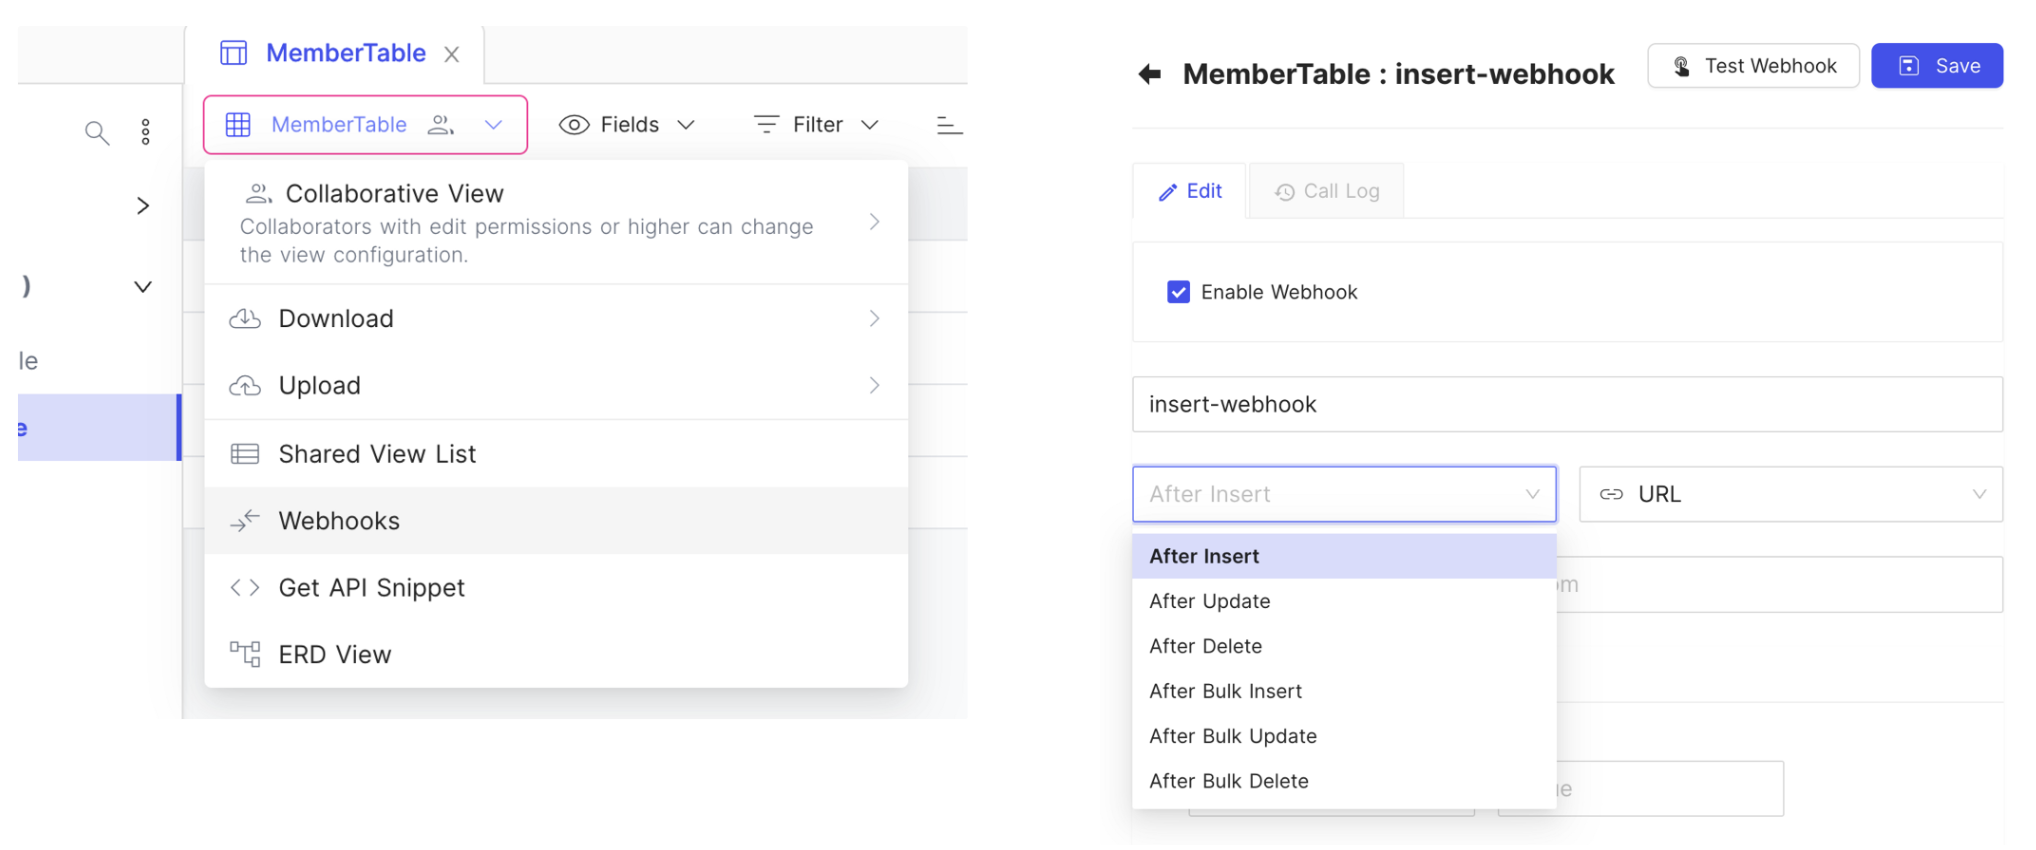 MemberTable
MemberTable
Fields
Filter
Collaborative View
Collaborators with edit permissions or higher can change
the view configuration.
)
Download
le
Upload
e
Shared View List
Webhooks
Get API Snippet
ERD View
MemberTable : insert-webhook
Test Webhook
Save
Edit
Call Log
Enable Webhook
insert-webhook
After Insert
URL
After Insert
After Update
After Delete
After Bulk Insert
After Bulk Update
After Bulk Delete